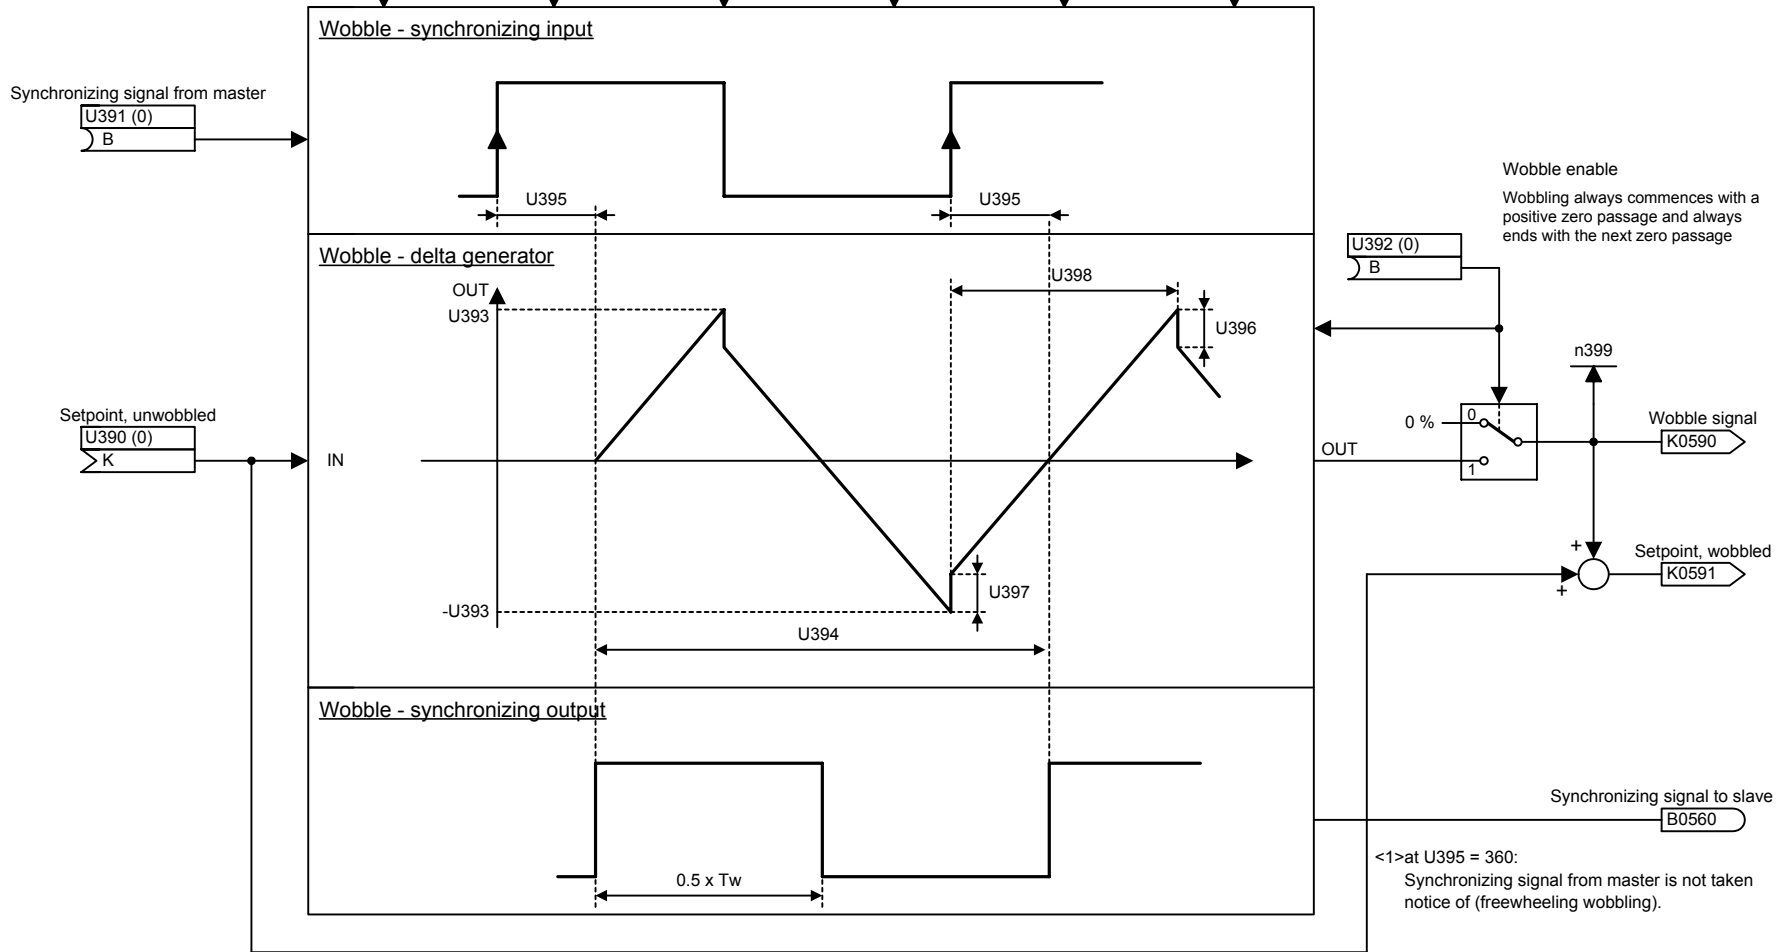 Wobble - synchronizing input
Synchronizing signal from master
U391 (0)
B
U395
U395
Wobble enable
Wobbling always commences with a
positive zero passage and always
ends with the next zero passage
U392 (0)
B
Wobble - delta generator
OUT
U393
U398
U396
n399
Setpoint, unwobbled
U390 (0)
K
IN
OUT
0 %
0
1
Wobble signal
K0590
+
+
Setpoint, wobbled
K0591
U397
-U393
U394
Wobble - synchronizing output
0.5 x Tw
Synchronizing signal to slave
B0560
<1>at U395 = 360:
Synchronizing signal from master is not taken
notice of (freewheeling wobbling).